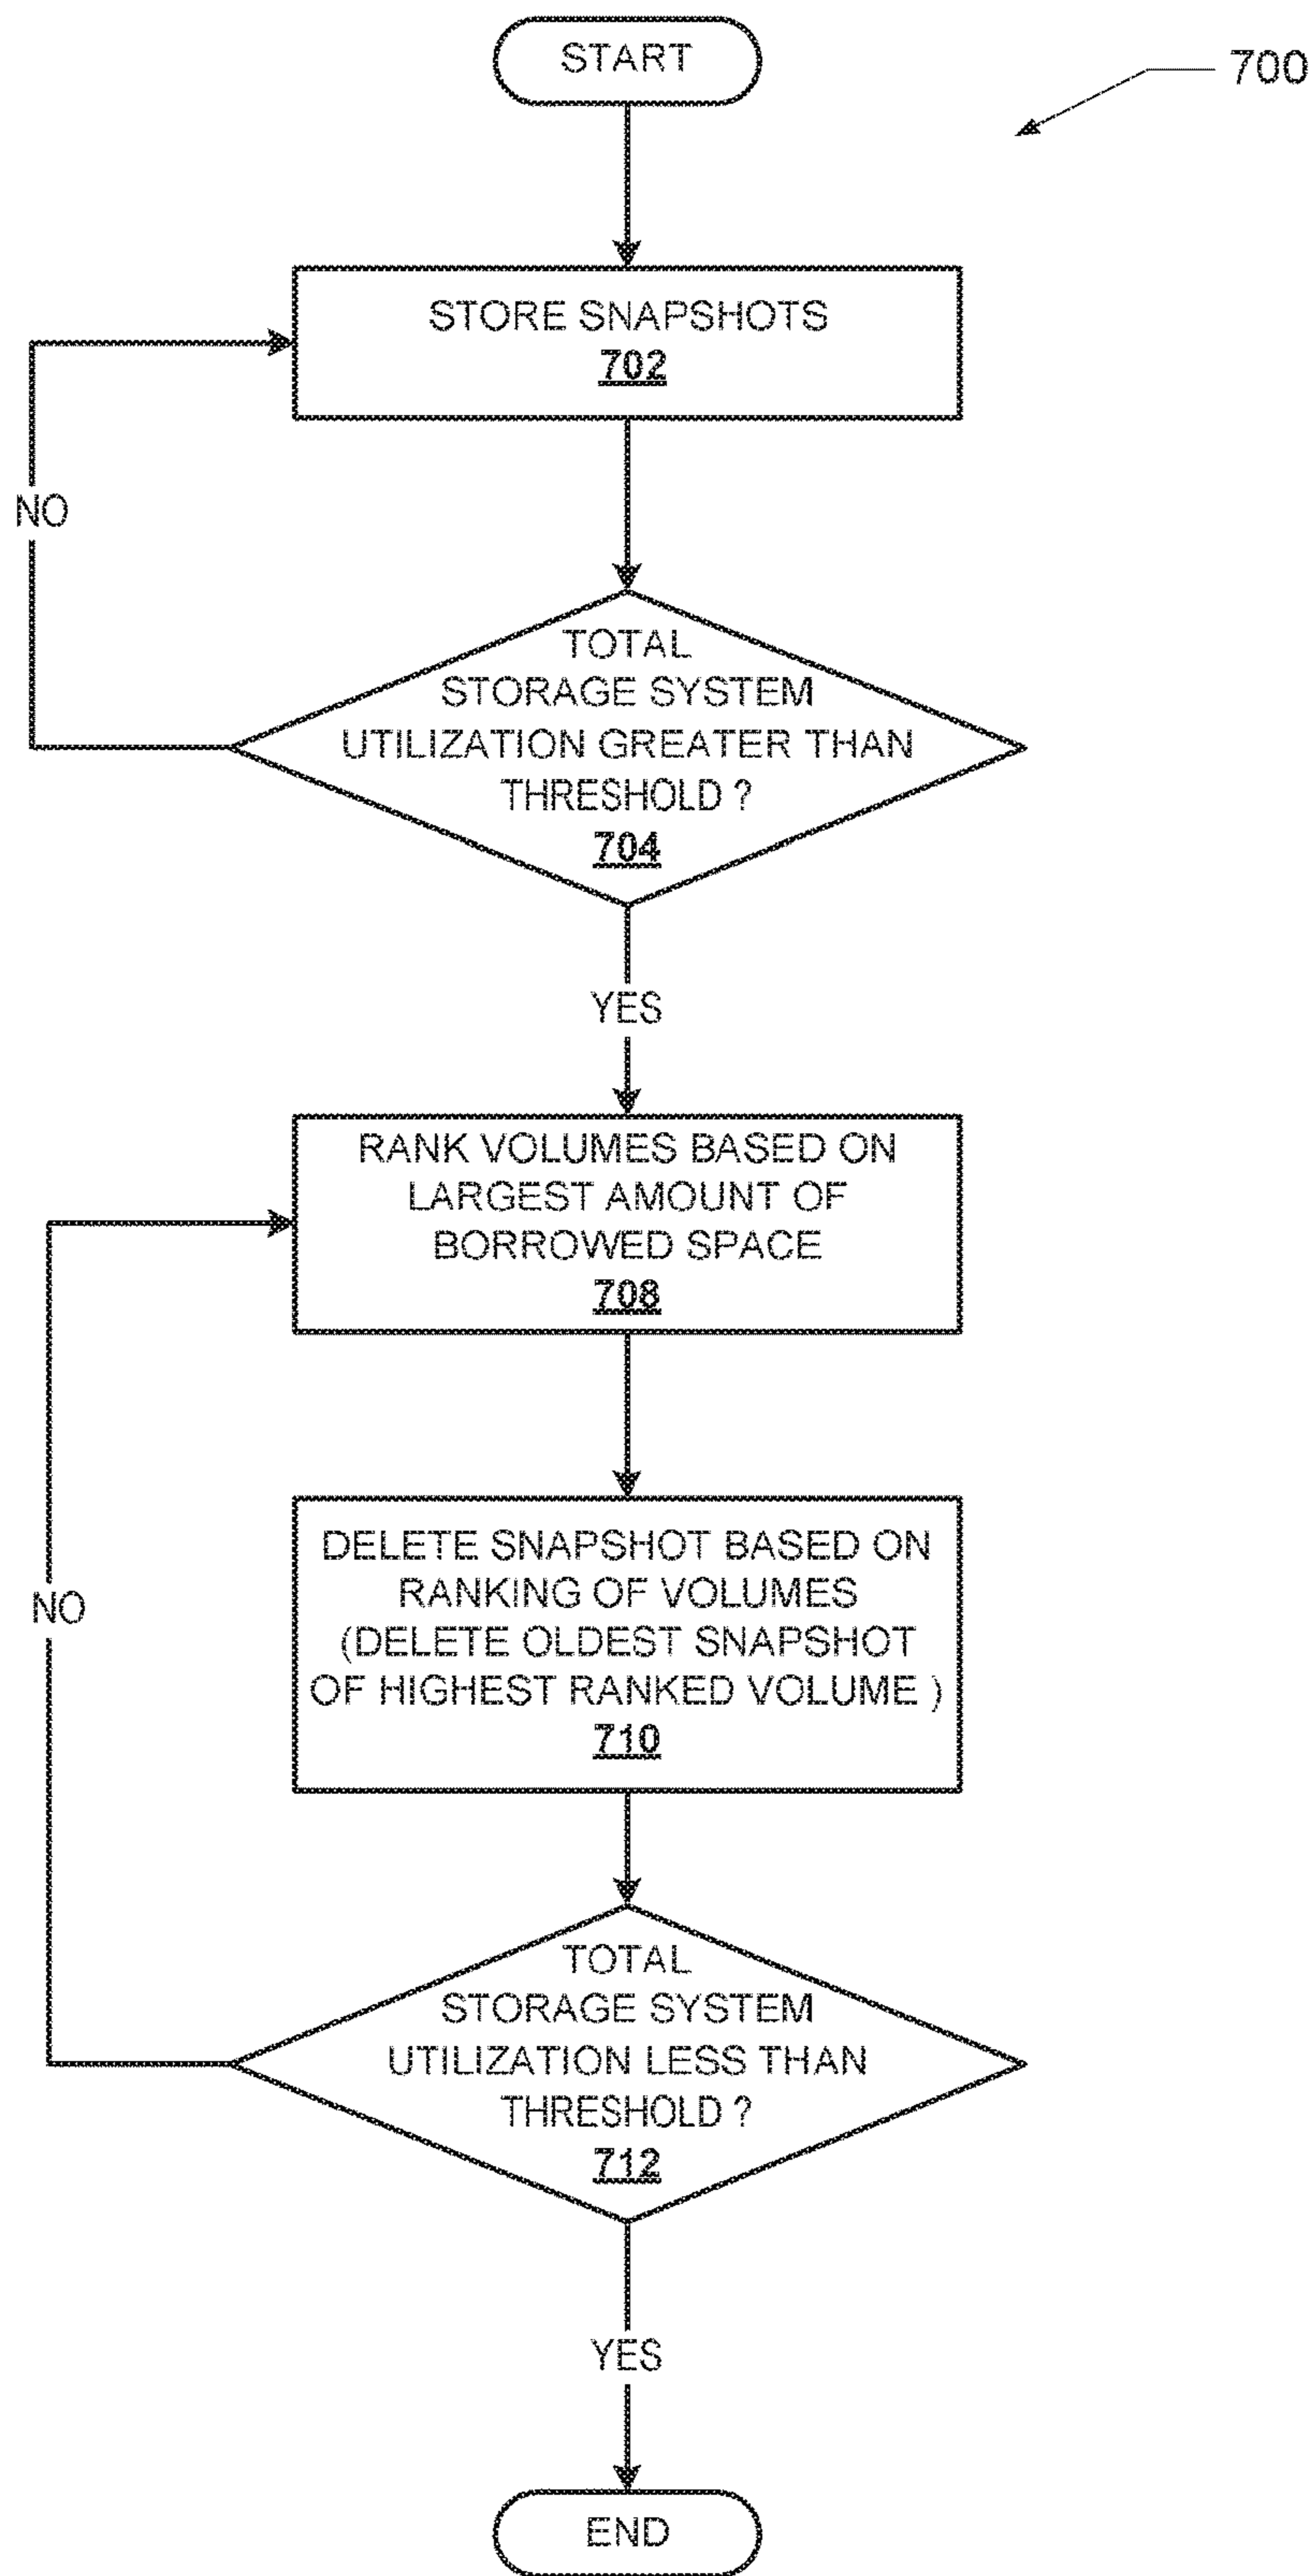 START
700
STORE SNAPSHOTS
702
NO
TOTAL
STORAGE SYSTEM
UTILIZATION GREATER THAN
THRESHOLD ?
704
YES
RANK VOLUMES BASED ON
LARGEST AMOUNT OF
BORROWED SPACE
708
DELETE SNAPSHOT BASED ON
RANKING OF VOLUMES
(DELETE OLDEST SNAPSHOT
OF HIGHEST RANKED VOLUME )
710
NO
TOTAL
STORAGE SYSTEM
UTILIZATION LESS THAN
THRESHOLD ?
712
YES
END